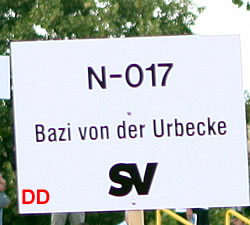 N-017
Bazi von der Urbecke
SV
DD